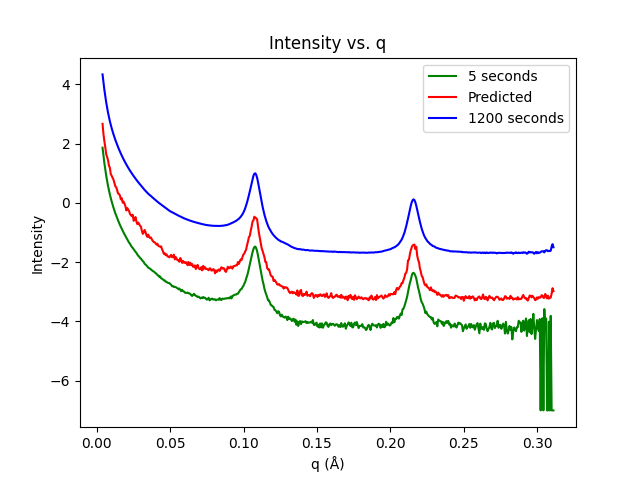 Intensity vs. q
5 seconds
Predicted
1200 seconds
Intensity
4
2
0
−2
−4
−6
0.00 0.05 0.10 0.15 0.20 0.25 0.30
q (Å)